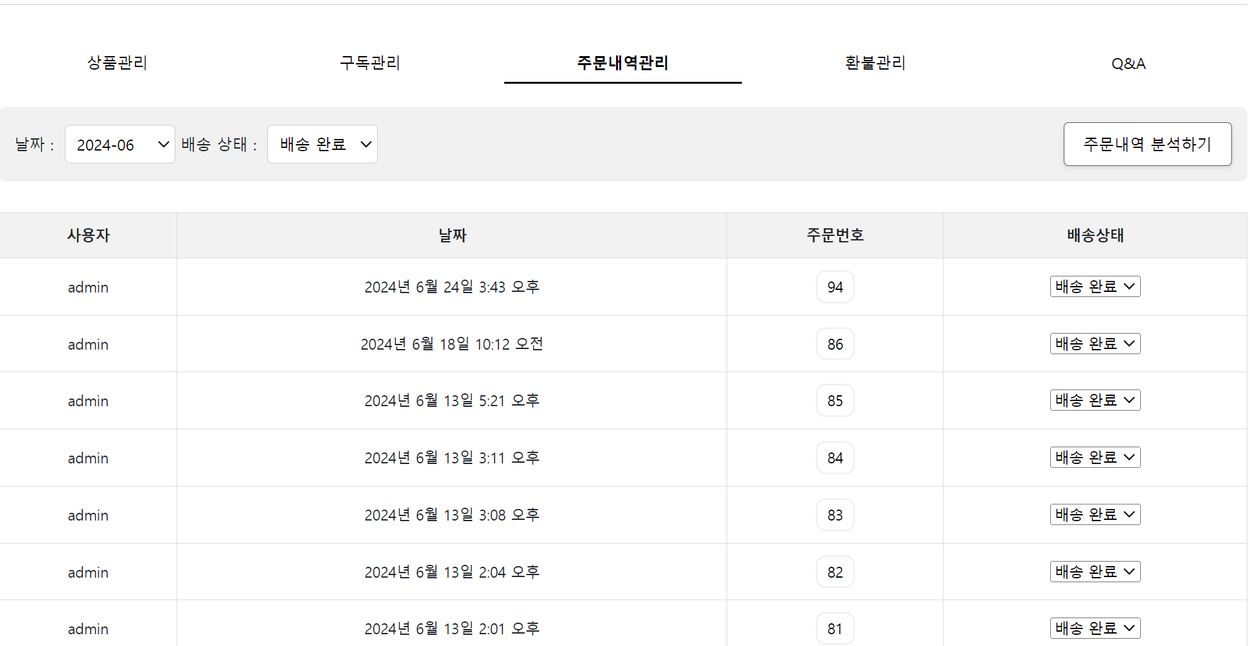 상품관리 구독관리 주문내역관리 환불관리 Q&A
날짜 : 2024-06 배송 상태 : 배송 완료 주문내역 분석하기
사용자 날짜 주문번호 배송상태
admin 2024년 6월 24일 3:43 오후 94 배송 완료
admin 2024년 6월 18일 10:12 오전 86 배송 완료
admin 2024년 6월 13일 5:21 오후 85 배송 완료
admin 2024년 6월 13일 3:11 오후 84 배송 완료
admin 2024년 6월 13일 3:08 오후 83 배송 완료
admin 2024년 6월 13일 2:04 오후 82 배송 완료
admin 2024년 6월 13일 2:01 오후 81 배송 완료